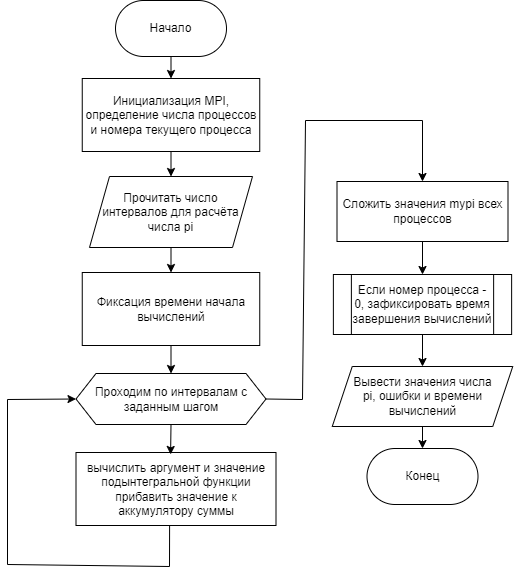 Начало
Инициализация MPI,
определение числа процессов
и номера текущего процесса
Прочитать число
интервалов для расчёта
числа pi
Фиксация времени начала
вычислений
Проходим по интервалам с
заданным шагом
вычислить аргумент и значение
подынтегральной функции
прибавить значение к
аккумулятору суммы
Сложить значения mypi всех
процессов
Если номер процесса -
0, зафиксировать время
завершения вычислений
Вывести значения числа
pi, ошибки и времени
вычислений
Конец